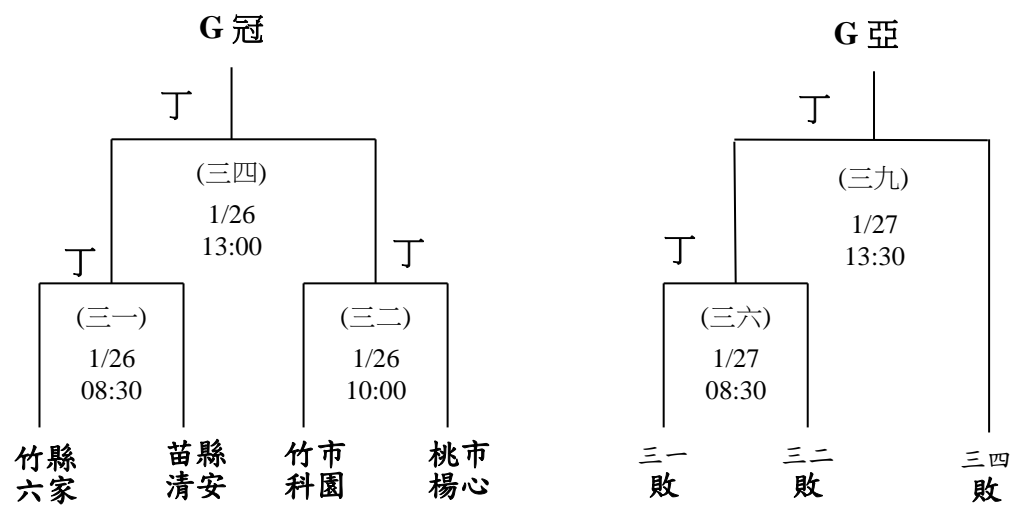 G 冠
丁
(三四)
1/26
13:00
丁
丁
(三一)
1/26
08:30
(三二)
1/26
10:00
竹縣
六家
苗縣
清安
竹市
科園
桃市
楊心
G 亞
丁
(三九)
1/27
13:30
丁
(三六)
1/27
08:30
三一
敗
三二
敗
三四
敗